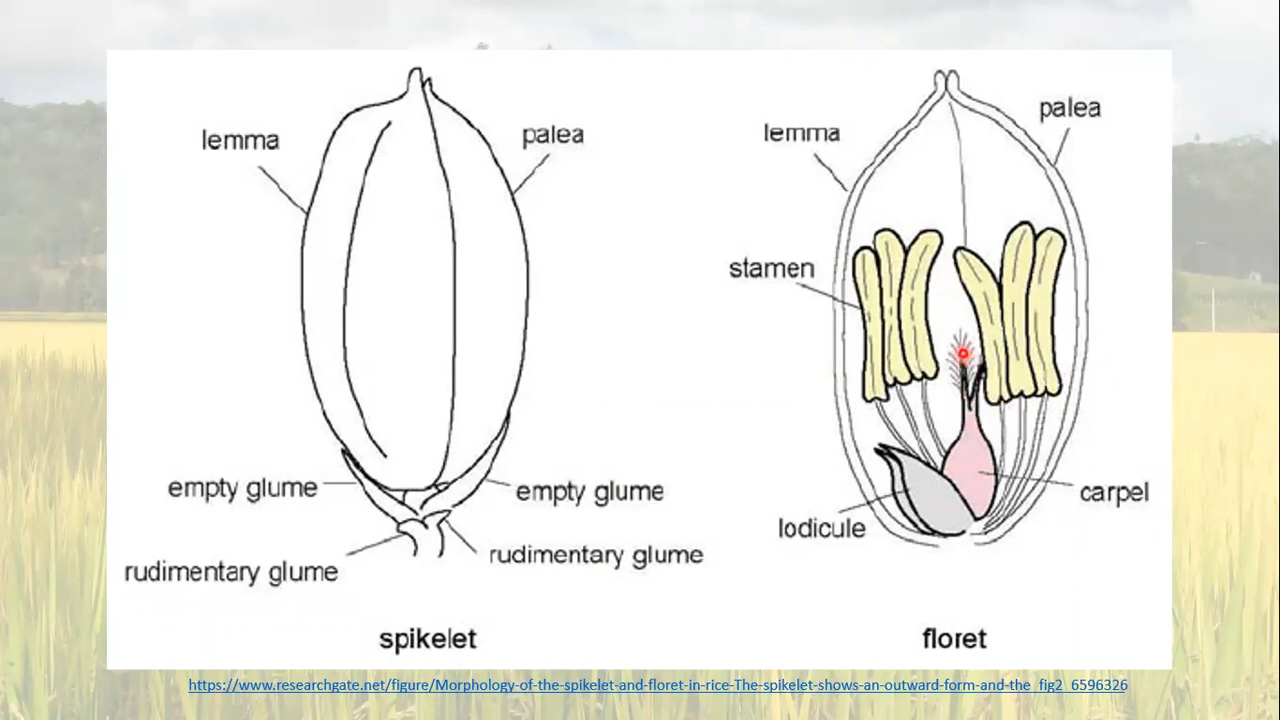 lemma
palea
empty glume
empty glume
rudimentary glume
rudimentary glume
spikelet
lemma
palea
stamen
carpel
lodicule
floret
https://www.researchgate.net/figure/Morphology-of-the-spikelet-and-floret-in-rice-The-spikelet-shows-an-outward-form-and-the_fig2_6596326